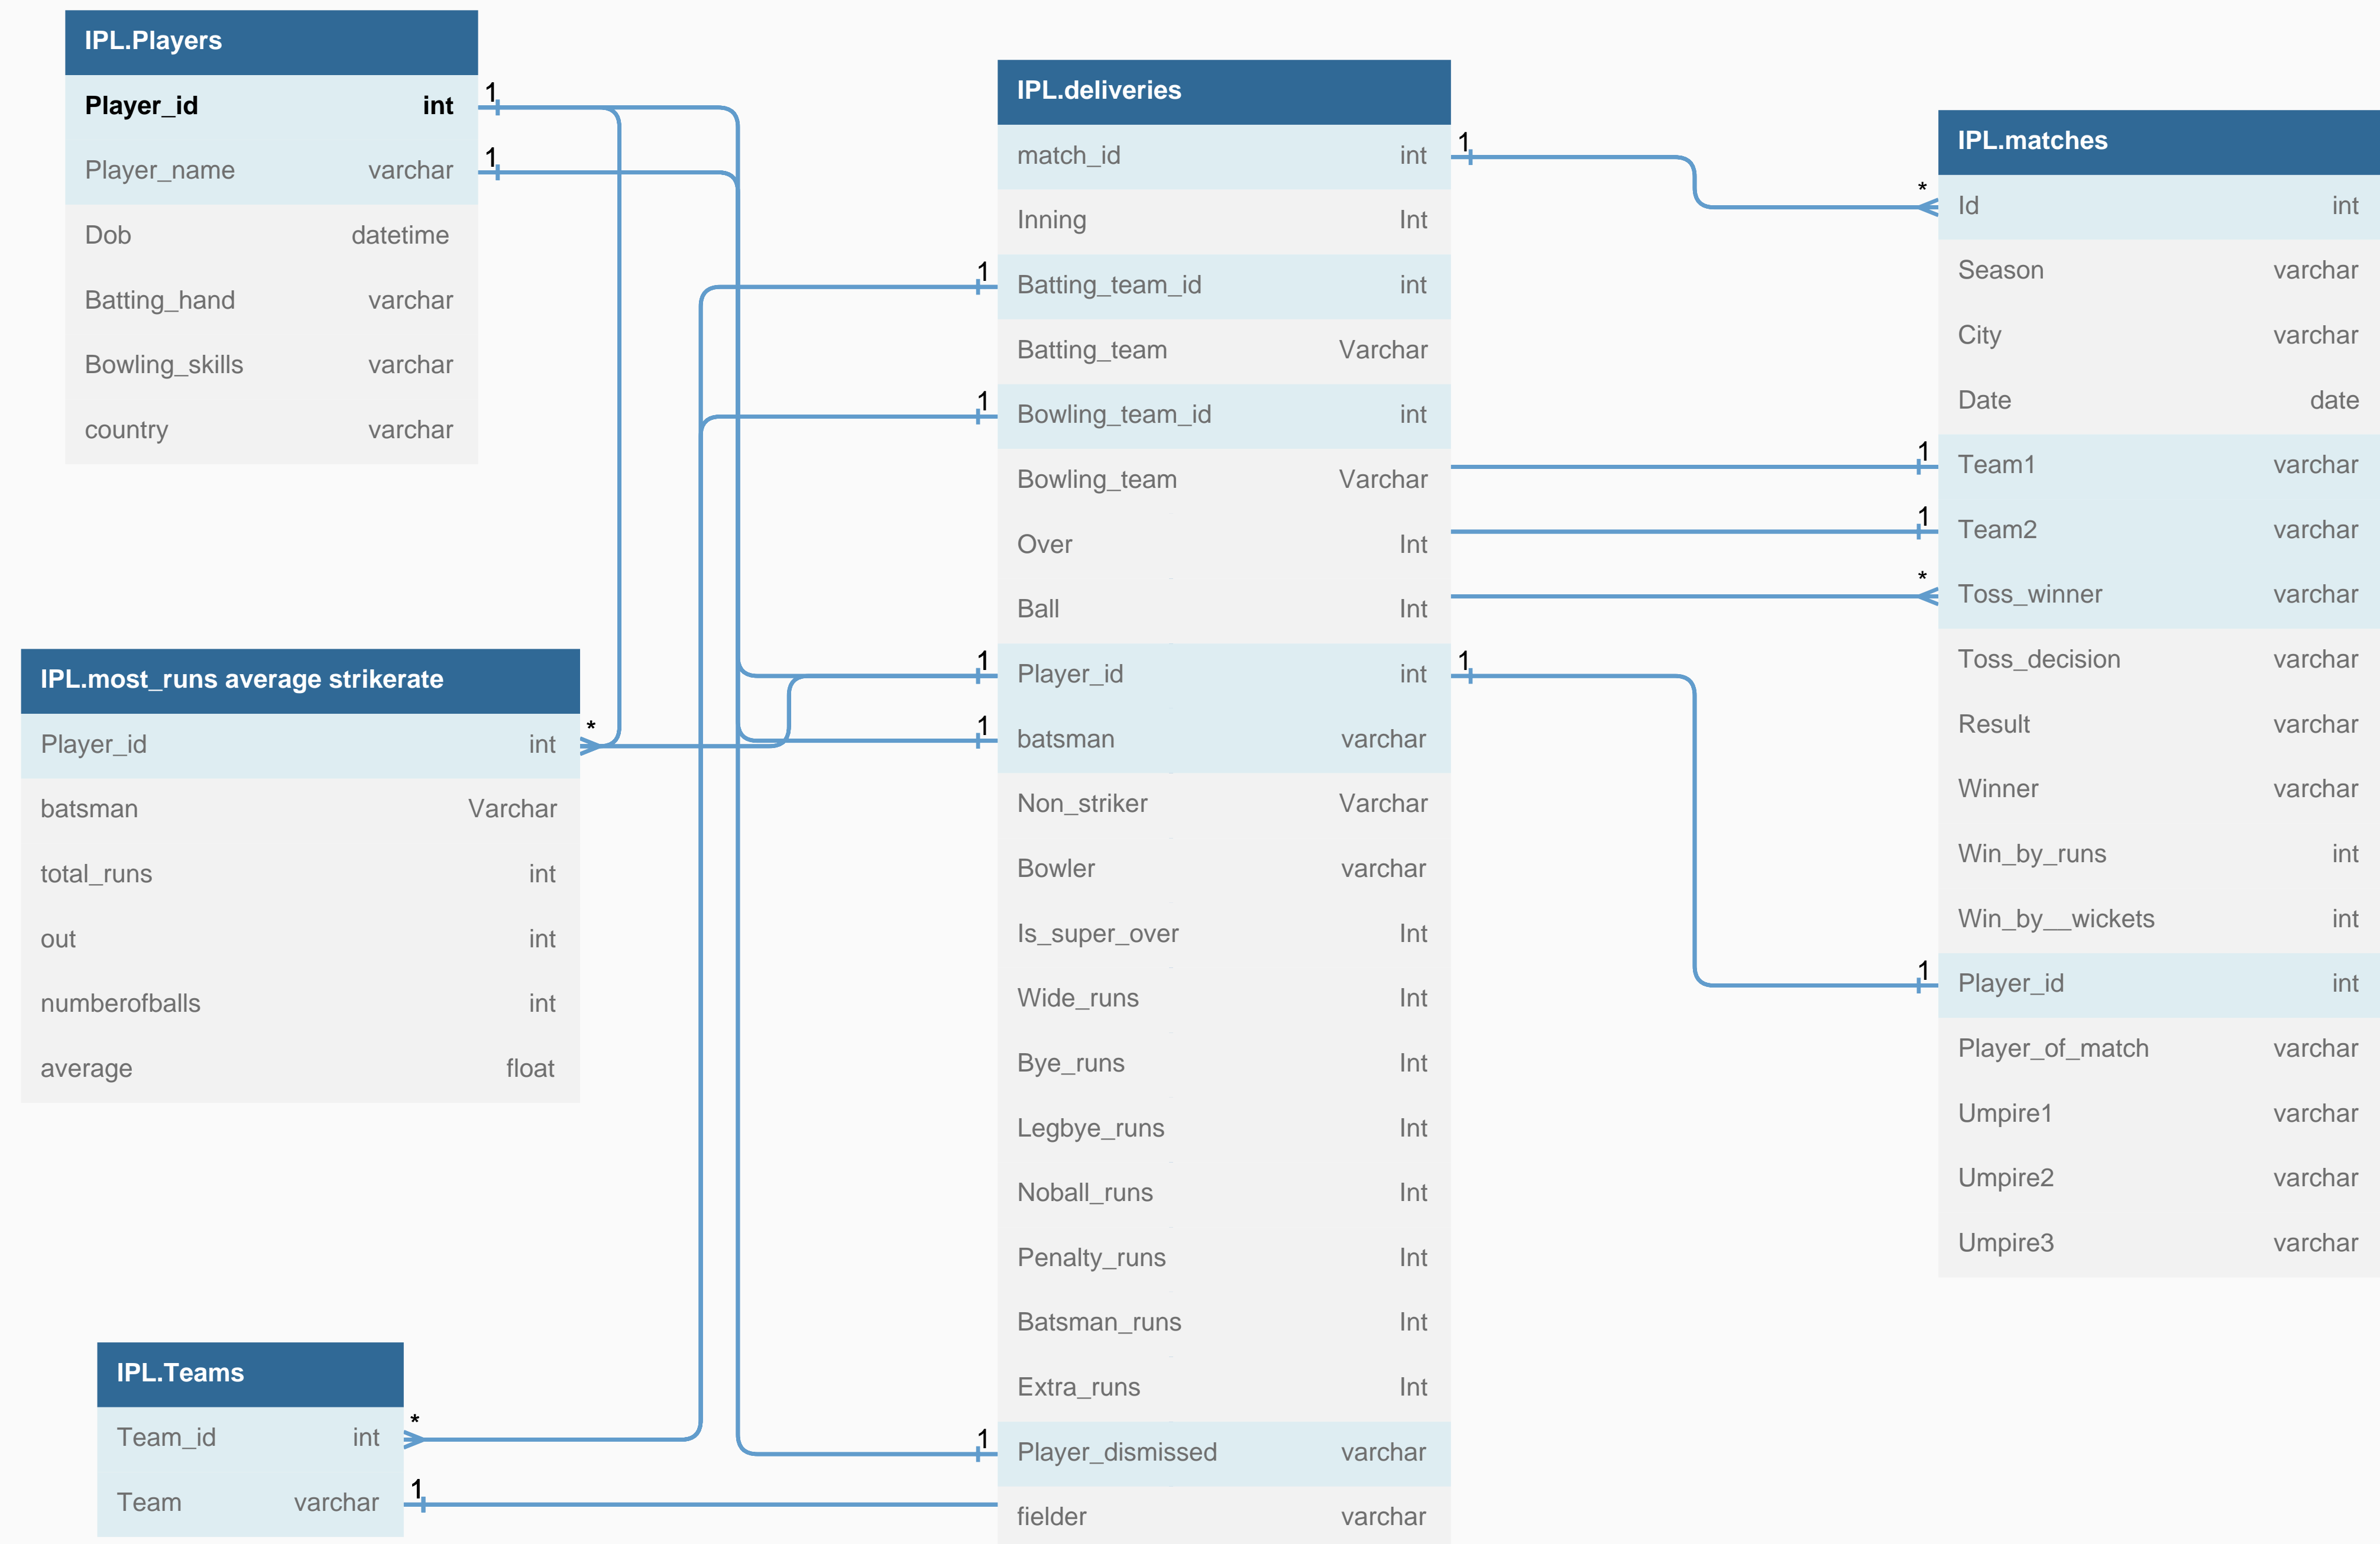 IPL.Players
Player_id int
Player_name varchar
Dob datetime
Batting_hand varchar
Bowling_skills varchar
country varchar
1
1
IPL.most_runs average strikerate
Player_id int
batsman Varchar
total_runs int
out int
numberofballs int
average float
*
IPL.Teams
Team_id int
Team varchar
*
1
IPL.deliveries
match_id int
Inning Int
Batting_team_id int
Batting_team Varchar
Bowling_team_id int
Bowling_team Varchar
Over Int
Ball Int
Player_id int
batsman varchar
Non_striker Varchar
Bowler varchar
Is_super_over Int
Wide_runs Int
Bye_runs Int
Legbye_runs Int
Noball_runs Int
Penalty_runs Int
Batsman_runs Int
Extra_runs Int
Player_dismissed varchar
fielder varchar
1
1
1
1
1
1
1
IPL.matches
Id int
Season varchar
City varchar
Date date
Team1 varchar
Team2 varchar
Toss_winner varchar
Toss_decision varchar
Result varchar
Winner varchar
Win_by_runs int
Win_by__wickets int
Player_id int
Player_of_match varchar
Umpire1 varchar
Umpire2 varchar
Umpire3 varchar
*
1
1
*
1